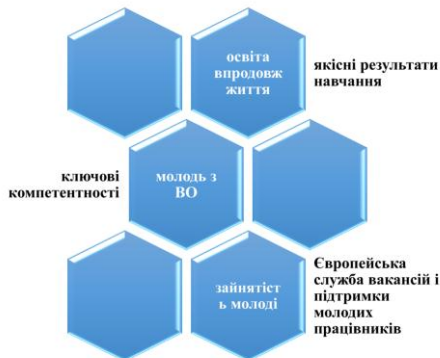 освіта
впродовж
життя
якісні результати
навчання
ключові
компетентності
молодь з
ВО
зайнятіст
ь молоді
Європейська
служба вакансій і
підтримки
молодих
працівників